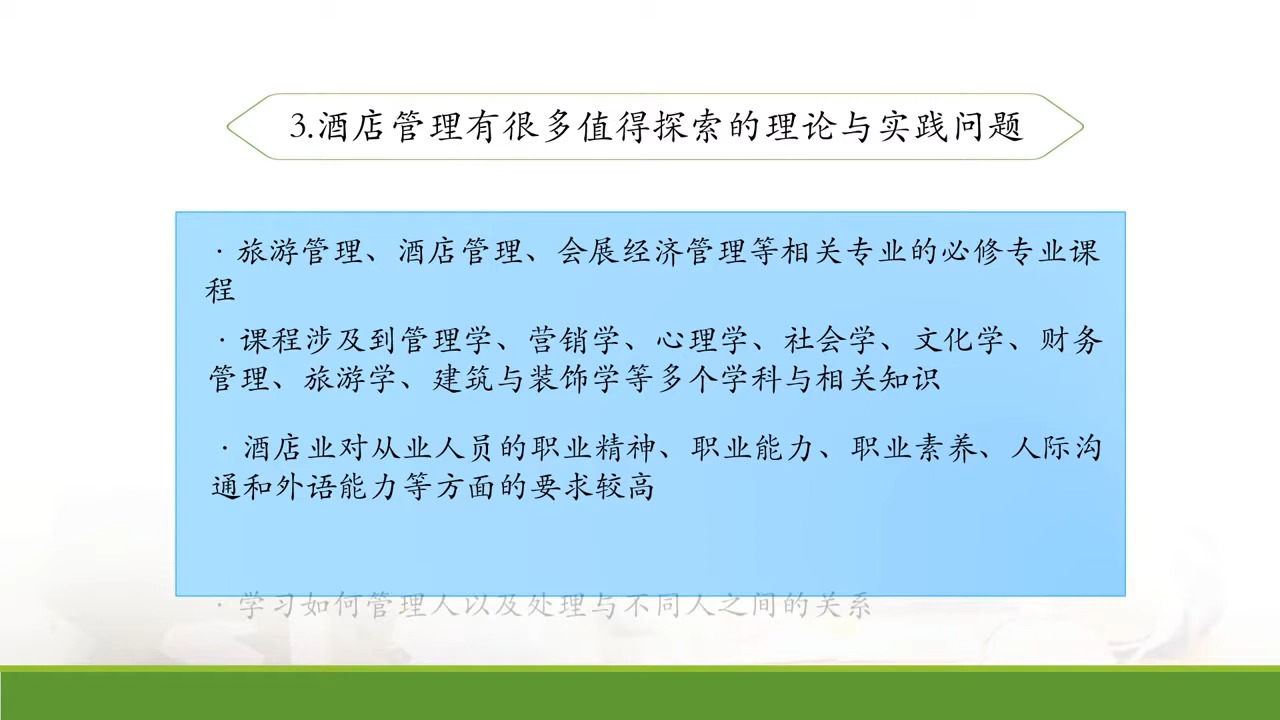 3.酒店管理有很多值得探索的理论与实践问题
·旅游管理、酒店管理、会展经济管理等相关专业的必修专业课
程
·课程涉及到管理学、营销学、心理学、社会学、文化学、财务
管理、旅游学、建筑与装饰学等多个学科与相关知识
·酒店业对从业人员的职业精神、职业能力、职业素养、人际沟
通和外语能力等方面的要求较高
·学习如何管理人以及处理与不同人之间的关系